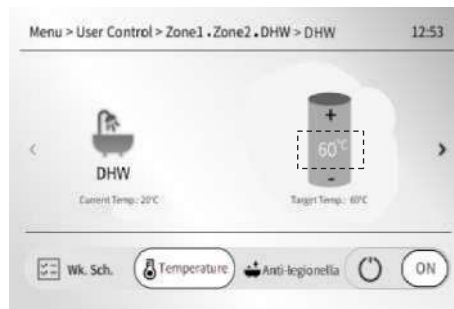 Menu > User Control > Zone1 . Zone2 . DHW > DHW 12:53
+
60°C
-
DHW
Current Temp.: 20°C
Target Temp.: 60°C
Wk. Sch. Temperature Anti-legionella ON